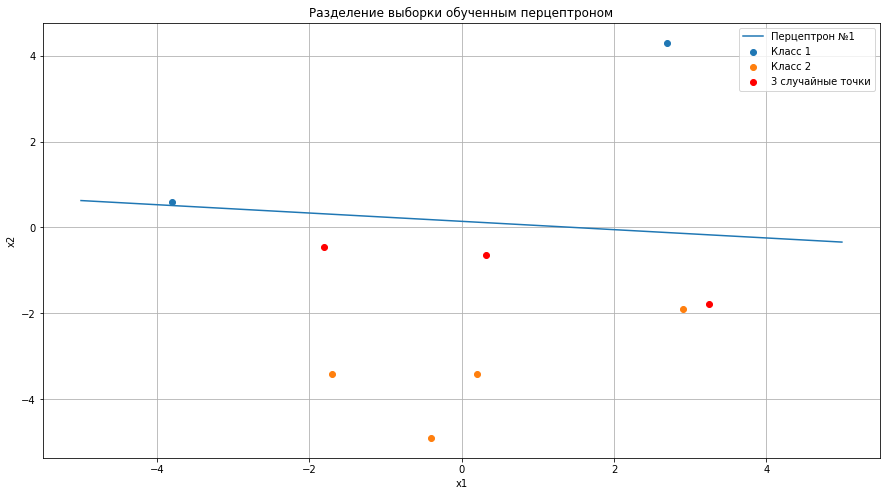 Разделение выборки обученным перцептроном
Перцептрон №1
Класс 1
Класс 2
3 случайные точки
4
2
0
−2
−4
x2
−4
−2
0
2
4
x1